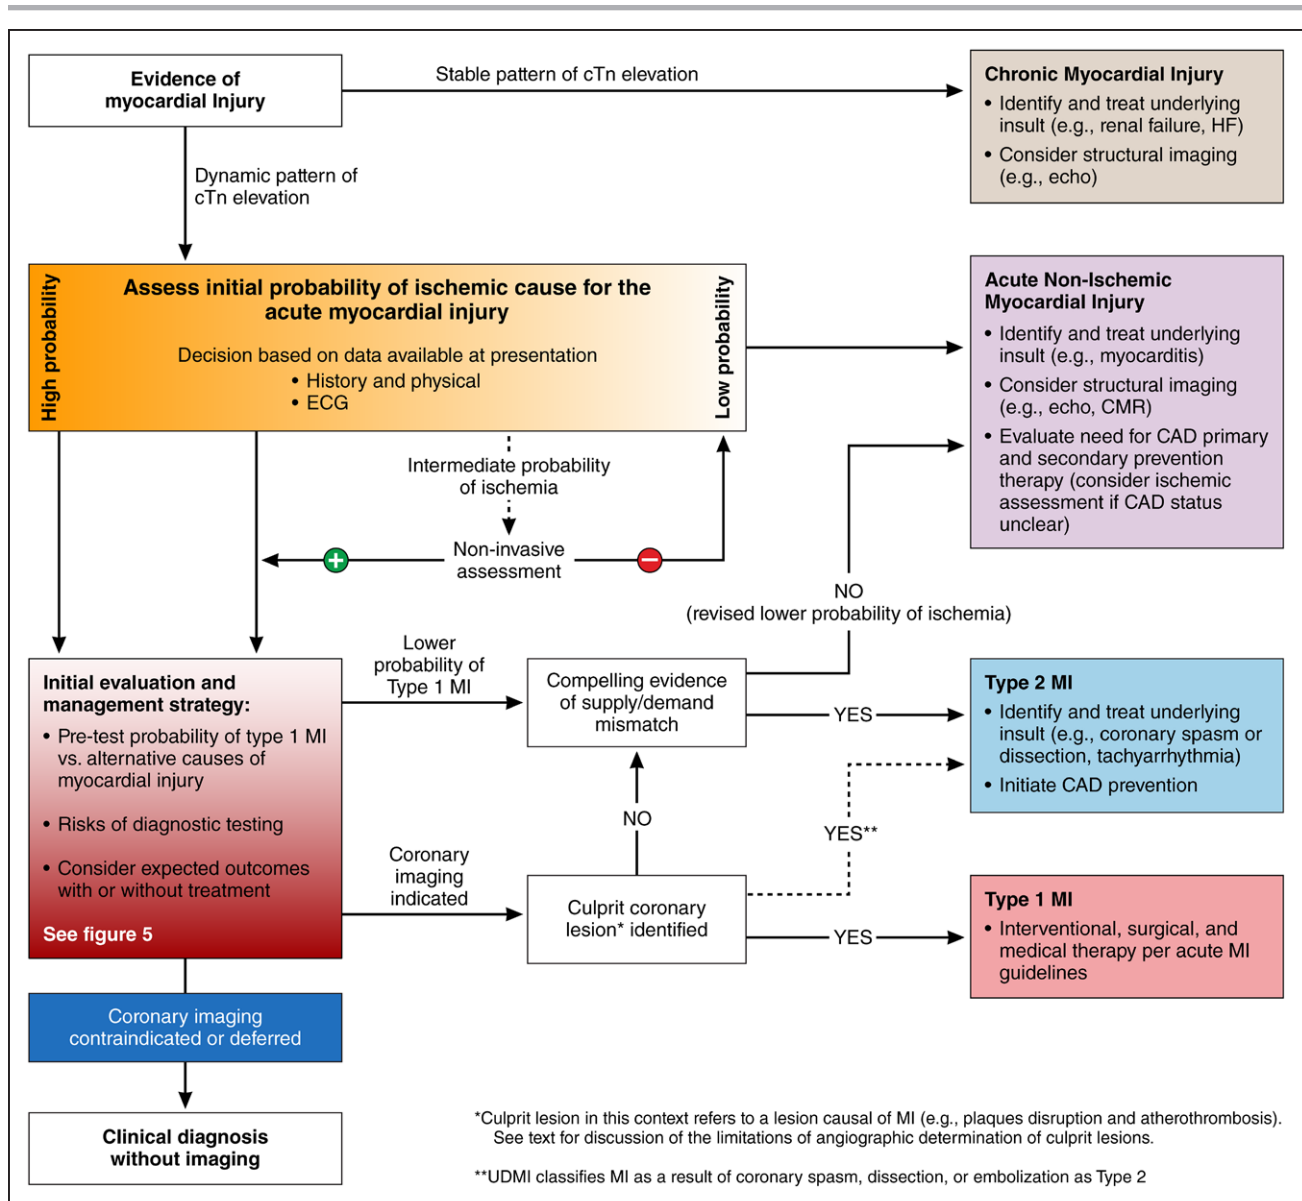 Evidence of
myocardial Injury
Stable pattern of cTn elevation
Chronic Myocardial Injury
• Identify and treat underlying
insult (e.g., renal failure, HF)
• Consider structural imaging
(e.g., echo)
Dynamic pattern of
cTn elevation
High probability
Assess initial probability of ischemic cause for the
acute myocardial injury
Decision based on data available at presentation
• History and physical
• ECG
Low probability
Acute Non-Ischemic
Myocardial Injury
• Identify and treat underlying
insult (e.g., myocarditis)
• Consider structural imaging
(e.g., echo, CMR)
• Evaluate need for CAD primary
and secondary prevention
therapy (consider ischemic
assessment if CAD status
unclear)
Intermediate probability
of ischemia
+
Non-invasive
assessment
−
NO
(revised lower probability of ischemia)
Initial evaluation and
management strategy:
• Pre-test probability of type 1 MI
vs. alternative causes of
myocardial injury
• Risks of diagnostic testing
• Consider expected outcomes
with or without treatment
See figure 5
Lower
probability of
Type 1 MI
Compelling evidence
of supply/demand
mismatch
YES
Type 2 MI
• Identify and treat underlying
insult (e.g., coronary spasm or
dissection, tachyarrhythmia)
• Initiate CAD prevention
NO
YES**
Coronary
imaging
indicated
Culprit coronary
lesion* identified
YES
Type 1 MI
• Interventional, surgical, and
medical therapy per acute MI
guidelines
Coronary imaging
contraindicated or deferred
Clinical diagnosis
without imaging
*Culprit lesion in this context refers to a lesion causal of MI (e.g., plaques disruption and atherothrombosis).
See text for discussion of the limitations of angiographic determination of culprit lesions.
**UDMI classifies MI as a result of coronary spasm, dissection, or embolization as Type 2